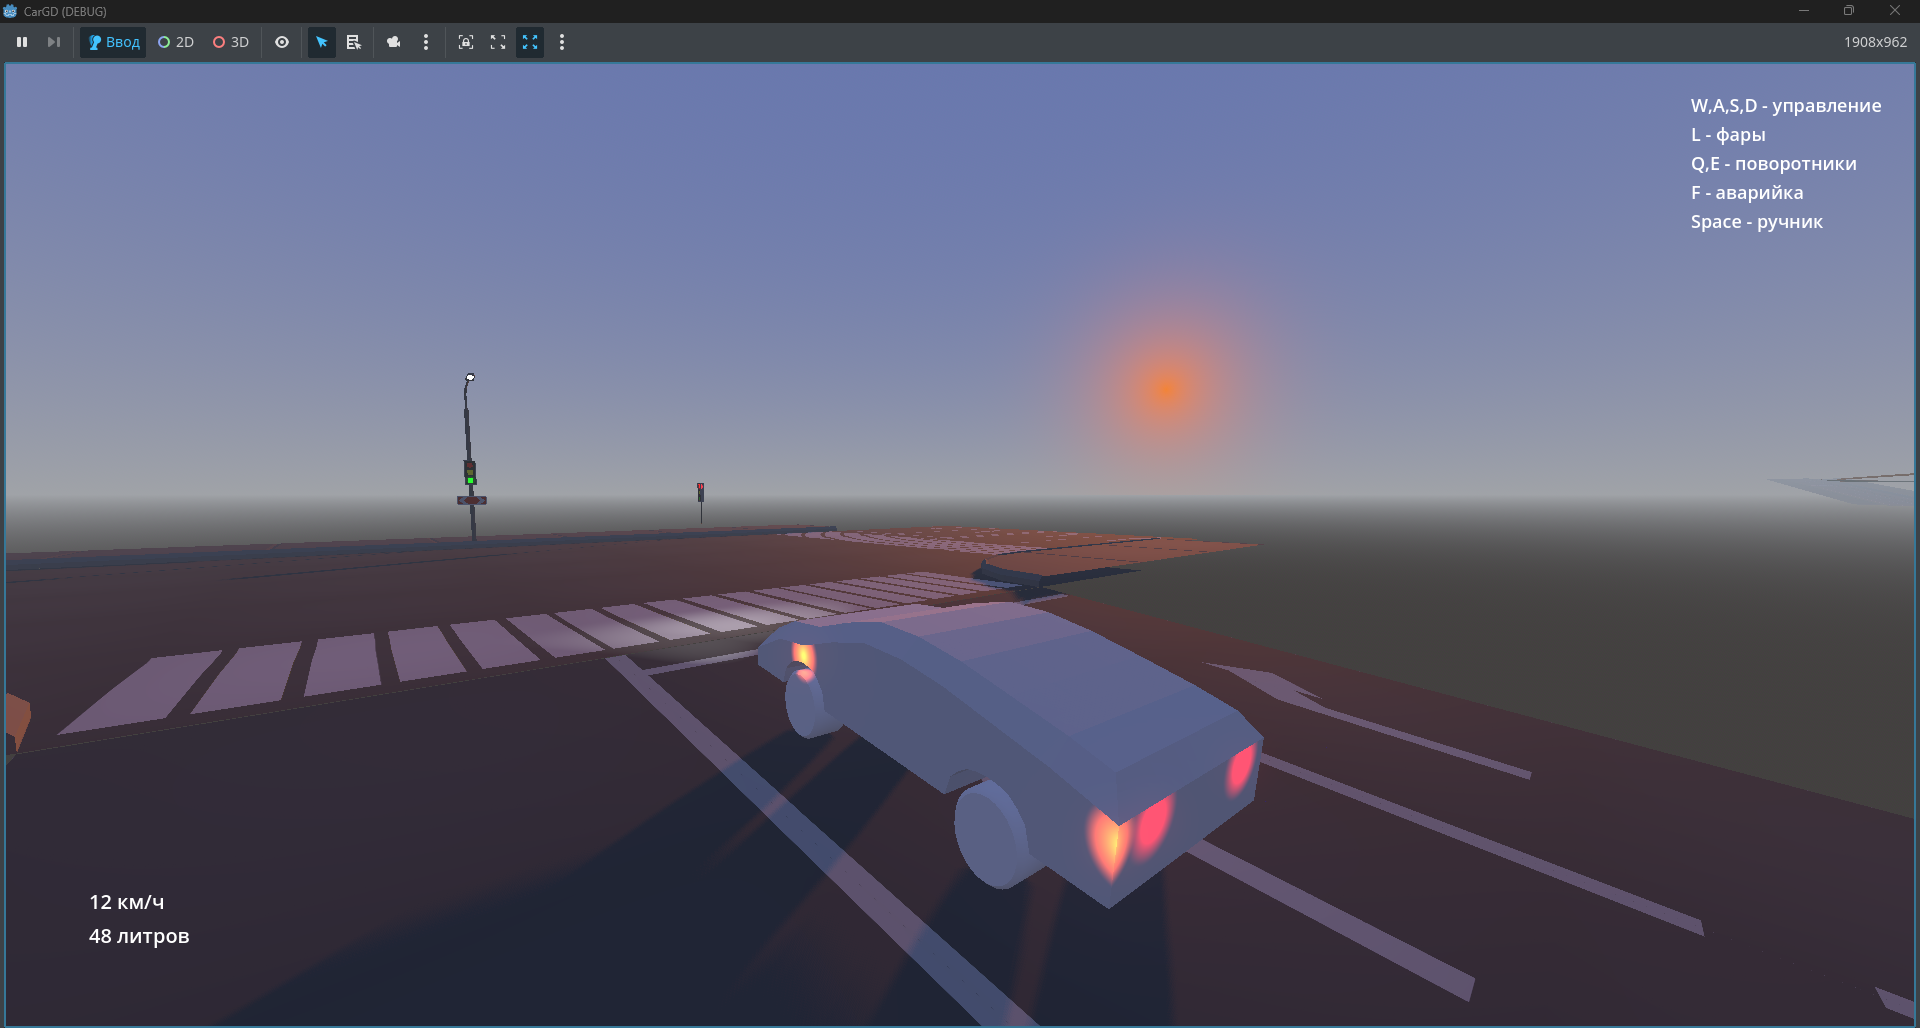 CarGD (DEBUG)
Ввод 2D 3D 1908x962
W,A,S,D - управление
L - фары
Q,E - поворотники
F - аварийка
Space - ручник
12 км/ч
48 литров